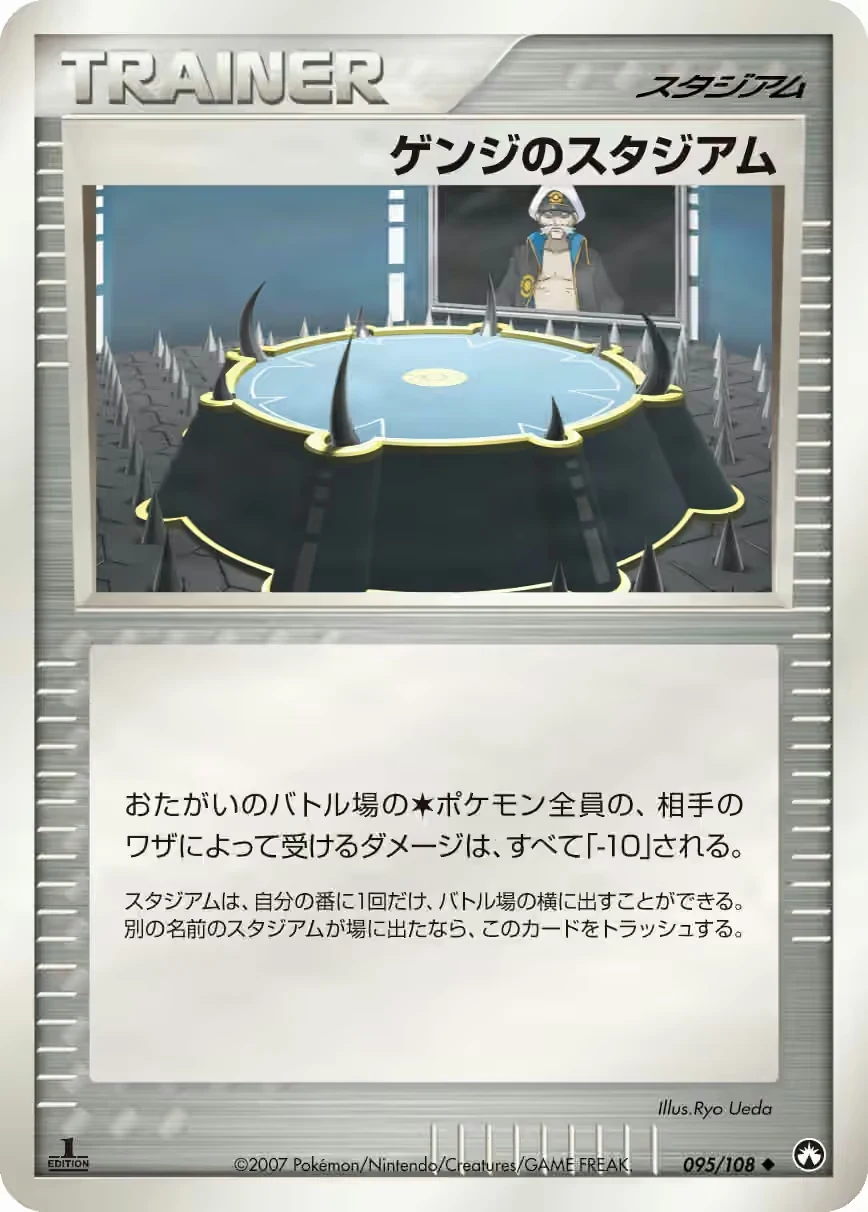 TRAINER
スタジアム
ゲンジのスタジアム
おたがいのバトル場の★ポケモン全員の、相手の
ワザによって受けるダメージは、すべて「-10」される。
スタジアムは、自分の番に1回だけ、バトル場の横に出すことができる。
別の名前のスタジアムが場に出たなら、このカードをトラッシュする。
Illus.Ryo Ueda
1
EDITION
©2007 Pokémon/Nintendo/Creatures/GAME FREAK.
095/108 ◆